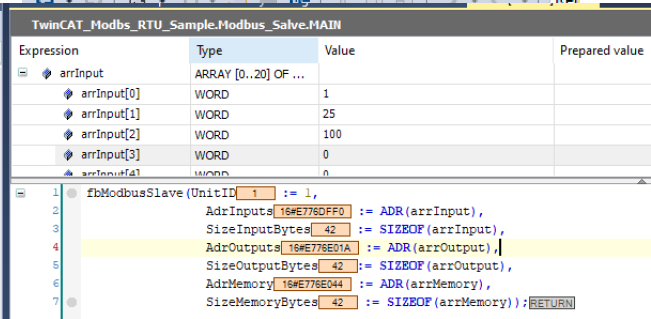 TwinCAT_Modbs_RTU_Sample.Modbus_Salve.MAIN
Expression Type Value Prepared value
arrInput ARRAY [0..20] OF ...
arrInput[0] WORD 1
arrInput[1] WORD 25
arrInput[2] WORD 100
arrInput[3] WORD 0
arrInput[4] WORD 0
1 fbModbusSlave(UnitID 1 := 1,
2 AdrInputs 16#E776DFF0 := ADR(arrInput),
3 SizeInputBytes 42 := SIZEOF(arrInput),
4 AdrOutputs 16#E776E01A := ADR(arrOutput),
5 SizeOutputBytes 42 := SIZEOF(arrOutput),
6 AdrMemory 16#E776E044 := ADR(arrMemory),
7 SizeMemoryBytes 42 := SIZEOF(arrMemory)); RETURN